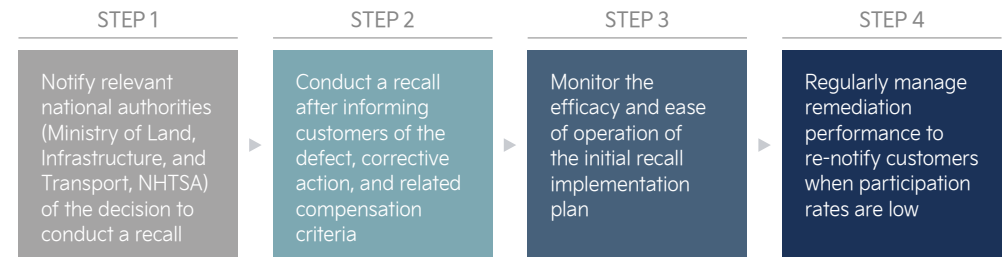 STEP 1
Notify relevant
national authorities
(Ministry of Land,
Infrastructure, and
Transport, NHTSA)
of the decision to
conduct a recall
STEP 2
Conduct a recall
after informing
customers of the
defect, corrective
action, and related
compensation
criteria
STEP 3
Monitor the
efficacy and ease
of operation of
the initial recall
implementation
plan
STEP 4
Regularly manage
remediation
performance to
re-notify customers
when participation
rates are low